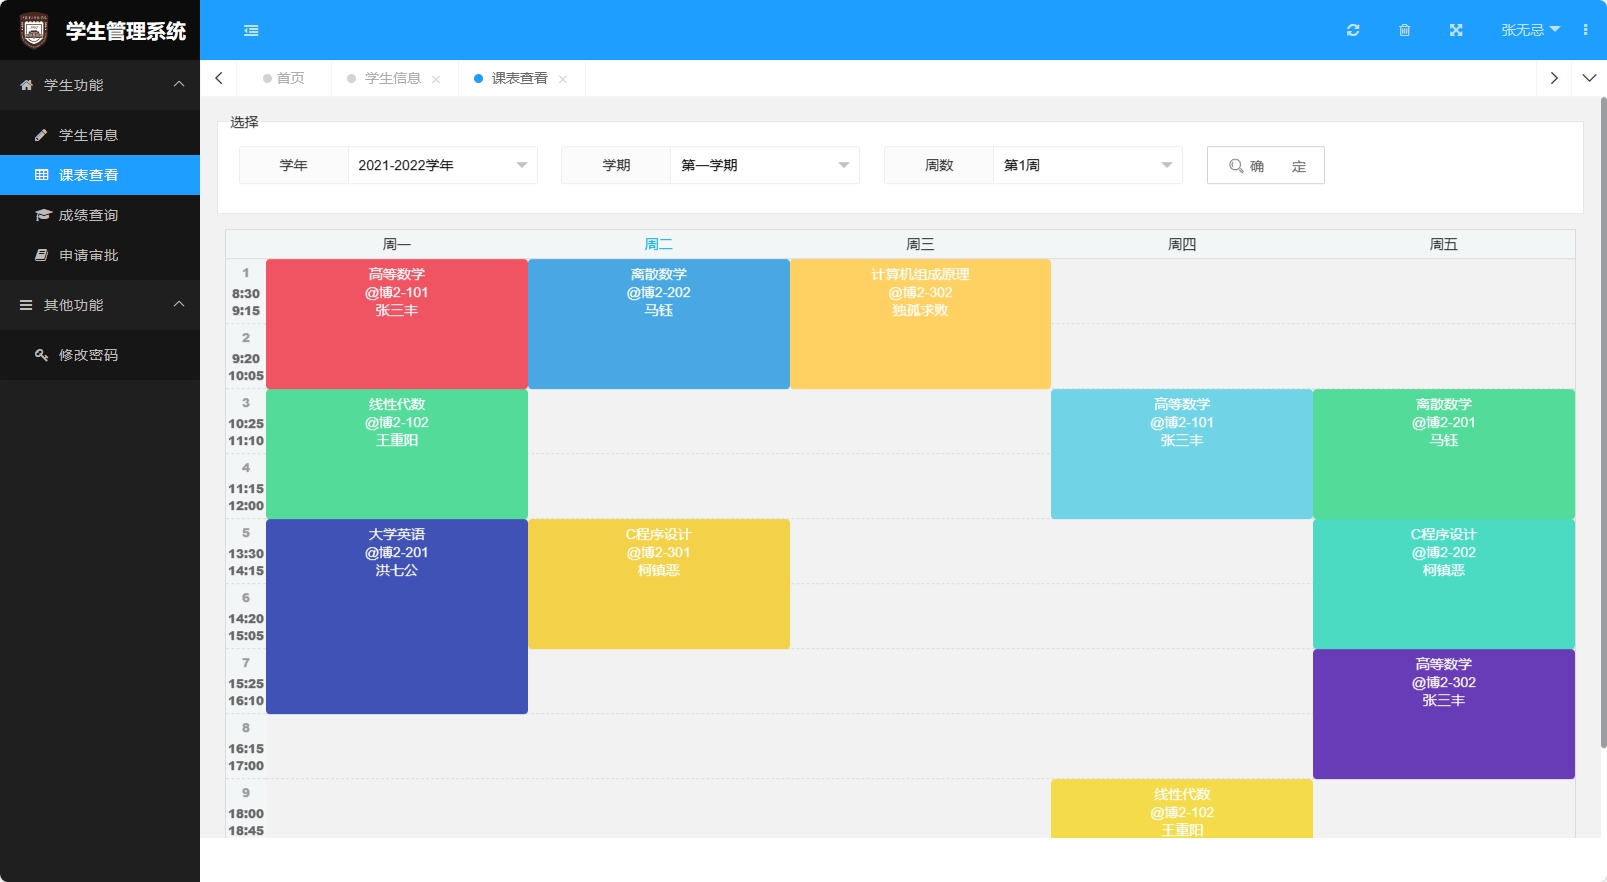 学生管理系统
张无忌
学生功能
学生信息
课表查看
成绩查询
申请审批
其他功能
修改密码
首页
学生信息
课表查看
选择
学年 2021-2022学年 学期 第一学期 周数 第1周 确 定
周一 周二 周三 周四 周五
1
8:30
9:15
高等数学
@博2-101
张三丰
离散数学
@博2-202
马钰
计算机组成原理
@博2-302
独孤求败
2
9:20
10:05
3
10:25
11:10
线性代数
@博2-102
王重阳
高等数学
@博2-101
张三丰
离散数学
@博2-201
马钰
4
11:15
12:00
5
13:30
14:15
大学英语
@博2-201
洪七公
C程序设计
@博2-301
柯镇恶
C程序设计
@博2-202
柯镇恶
6
14:20
15:05
7
15:25
16:10
高等数学
@博2-302
张三丰
8
16:15
17:00
9
18:00
18:45
线性代数
@博2-102
王重阳